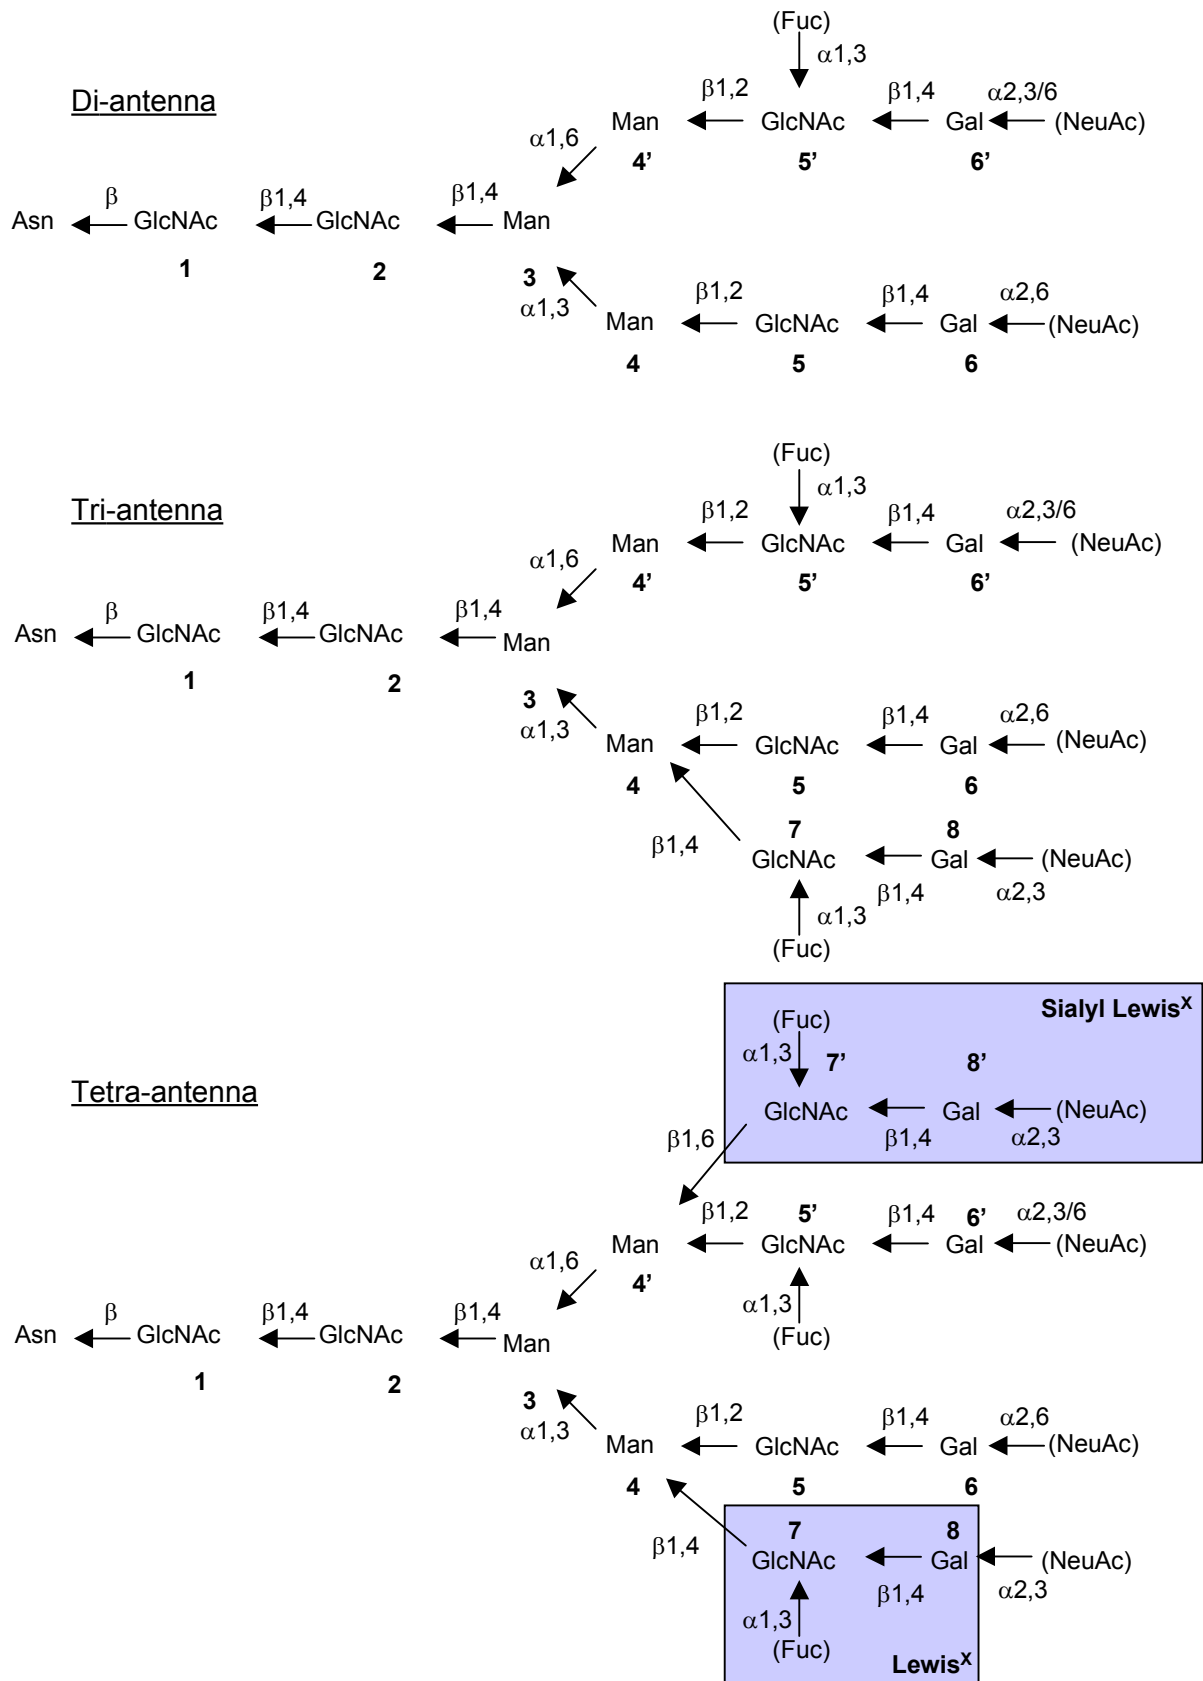 (Fuc)
α1,3
Di-antenna
β1,2 β1,4 α2,3/6
Man GlcNAc Gal (NeuAc)
α1,6 4’ 5’ 6’
β β1,4 β1,4
Asn GlcNAc GlcNAc Man
1 2 3
α1,3 β1,2 β1,4 α2,6
Man GlcNAc Gal (NeuAc)
4 5 6
(Fuc)
α1,3
Tri-antenna
β1,2 β1,4 α2,3/6
Man GlcNAc Gal (NeuAc)
α1,6 4’ 5’ 6’
β β1,4 β1,4
Asn GlcNAc GlcNAc Man
1 2 3
α1,3 β1,2 β1,4 α2,6
Man GlcNAc Gal (NeuAc)
4 5 6
7 8
β1,4 GlcNAc Gal (NeuAc)
β1,4 α2,3
α1,3
(Fuc)
Sialyl Lewisˣ
(Fuc)
α1,3 7’ 8’
Tetra-antenna
GlcNAc Gal (NeuAc)
β1,6 β1,4 α2,3
β1,2 5’ β1,4 6’ α2,3/6
Man GlcNAc Gal (NeuAc)
α1,6 4’
α1,3
(Fuc)
β β1,4 β1,4
Asn GlcNAc GlcNAc Man
1 2 3
α1,3 β1,2 β1,4 α2,6
Man GlcNAc Gal (NeuAc)
4 5 6
7 8
β1,4 GlcNAc Gal (NeuAc)
β1,4 α2,3
α1,3
(Fuc)
Lewisˣ